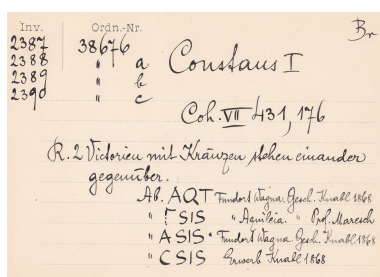 Inv. Ordn.-Nr. Br
2387 38676
2388 " a Constans I
2389 " b
2390 " c
Coh. VII 431, 176
R. 2 Victorien mit Kränzen stehen einander
gegenüber.
Ab. AQT Fundort Wagna. Gesch. Knabl 1868
" ΓSIS " Aquileia. " Prof.
" ASIS• Fundort Wagna. Gesch. Knabl 1868
" CSIS Erwerb Knabl 1868